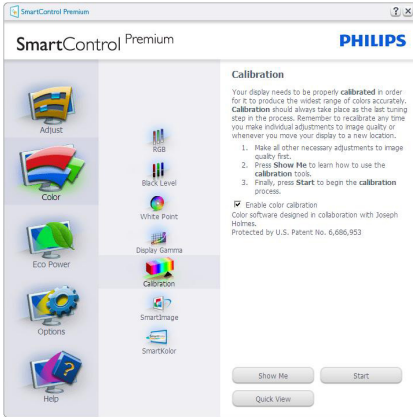 SmartControl Premium
SmartControl Premium
PHILIPS
Adjust
Color
Eco Power
Options
Help
RGB
Black Level
White Point
Display Gamma
Calibration
SmartImage
SmartKolor
Calibration
Your display needs to be properly calibrated in order
for it to produce the widest range of colors accurately.
Calibration should always take place as the last tuning
step in the process. Remember to recalibrate any time
you make individual adjustments to image quality or
whenever you move your display to a new location.
1. Make all other necessary adjustments to image
quality first.
2. Press Show Me to learn how to use the
calibration tools.
3. Finally, press Start to begin the calibration
process.
Enable color calibration
Color software designed in collaboration with Joseph
Holmes.
Protected by U.S. Patent No. 6,686,953
Show Me
Start
Quick View